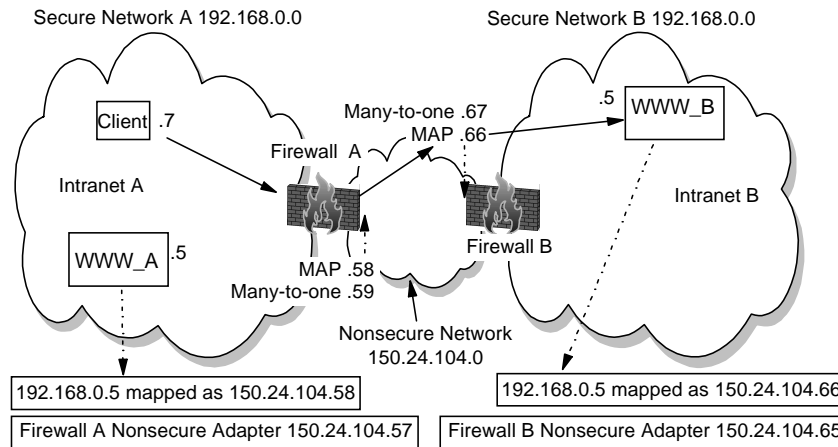 Secure Network A 192.168.0.0
Secure Network B 192.168.0.0
Client
.7
Many-to-one .67
MAP .66
.5
WWW_B
Firewall A
Intranet A
Intranet B
WWW_A
.5
Firewall B
MAP .58
Many-to-one .59
Nonsecure Network
150.24.104.0
192.168.0.5 mapped as 150.24.104.58
192.168.0.5 mapped as 150.24.104.66
Firewall A Nonsecure Adapter 150.24.104.57
Firewall B Nonsecure Adapter 150.24.104.65